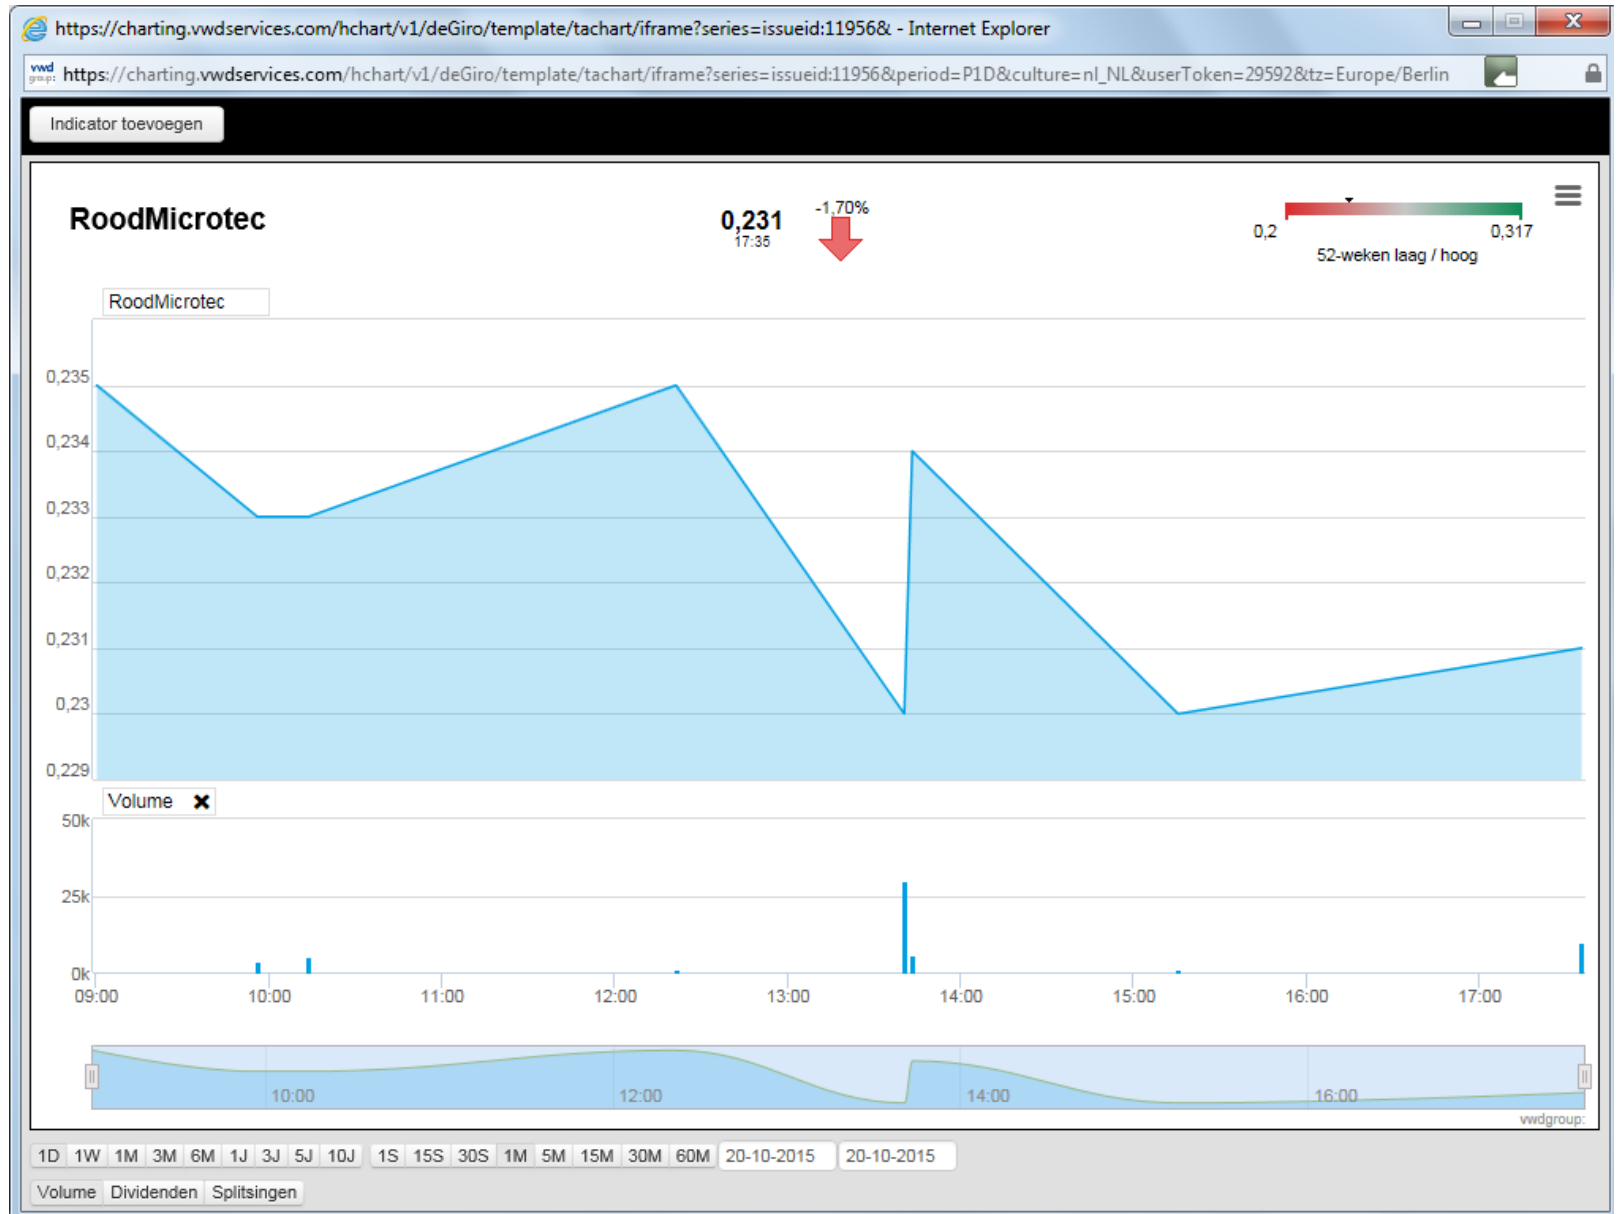 https://charting.vwdservices.com/hchart/v1/deGiro/template/tachart/iframe?series=issueid:11956& - Internet Explorer
vwd group: https://charting.vwdservices.com/hchart/v1/deGiro/template/tachart/iframe?series=issueid:11956&period=P1D&culture=nl_NL&userToken=29592&tz=Europe/Berlin
Indicator toevoegen
RoodMicrotec
0,231
17:35
-1,70%
0,2
0,317
52-weken laag / hoog
RoodMicrotec
0,235
0,234
0,233
0,232
0,231
0,23
0,229
Volume
50k
25k
0k
09:00 10:00 11:00 12:00 13:00 14:00 15:00 16:00 17:00
10:00 12:00 14:00 16:00
vwdgroup:
1D 1W 1M 3M 6M 1J 3J 5J 10J 1S 15S 30S 1M 5M 15M 30M 60M 20-10-2015 20-10-2015
Volume Dividenden Splitsingen